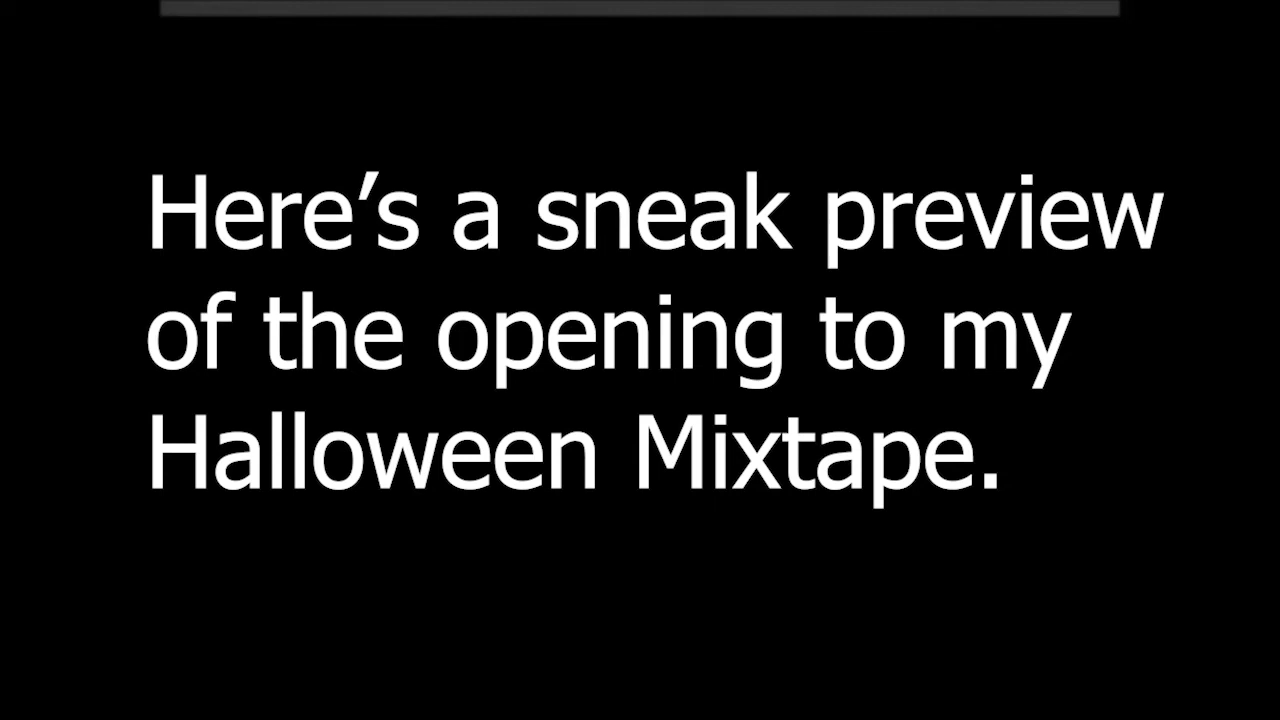 Here’s a sneak preview
of the opening to my
Halloween Mixtape.